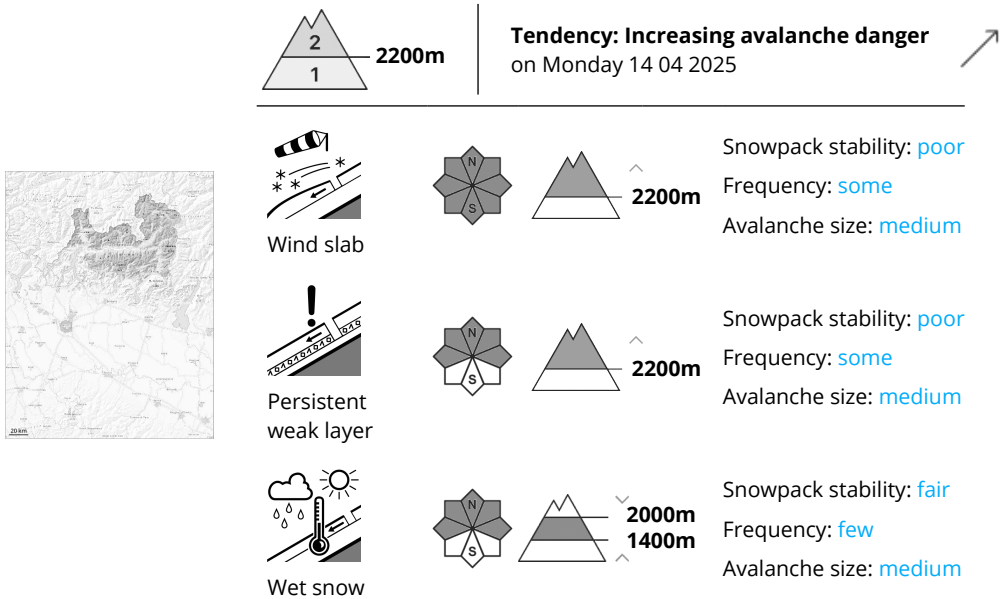 2
1
2200m
Tendency: Increasing avalanche danger
on Monday 14 04 2025
20 km
Wind slab
N
S
2200m
Snowpack stability: poor
Frequency: some
Avalanche size: medium
Persistent
weak layer
N
S
2200m
Snowpack stability: poor
Frequency: some
Avalanche size: medium
Wet snow
N
S
2000m
1400m
Snowpack stability: fair
Frequency: few
Avalanche size: medium